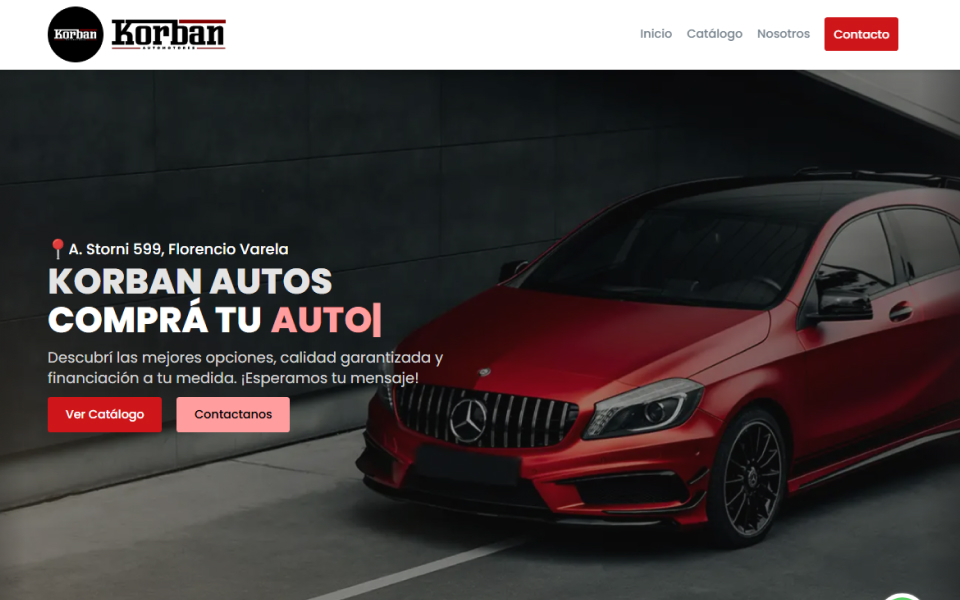 Korban
Korban
AUTOMOTORES
Inicio
Catálogo
Nosotros
Contacto
📍A. Storni 599, Florencio Varela
KORBAN AUTOS
COMPRÁ TU AUTO|
Descubrí las mejores opciones, calidad garantizada y
financiación a tu medida. ¡Esperamos tu mensaje!
Ver Catálogo
Contactanos